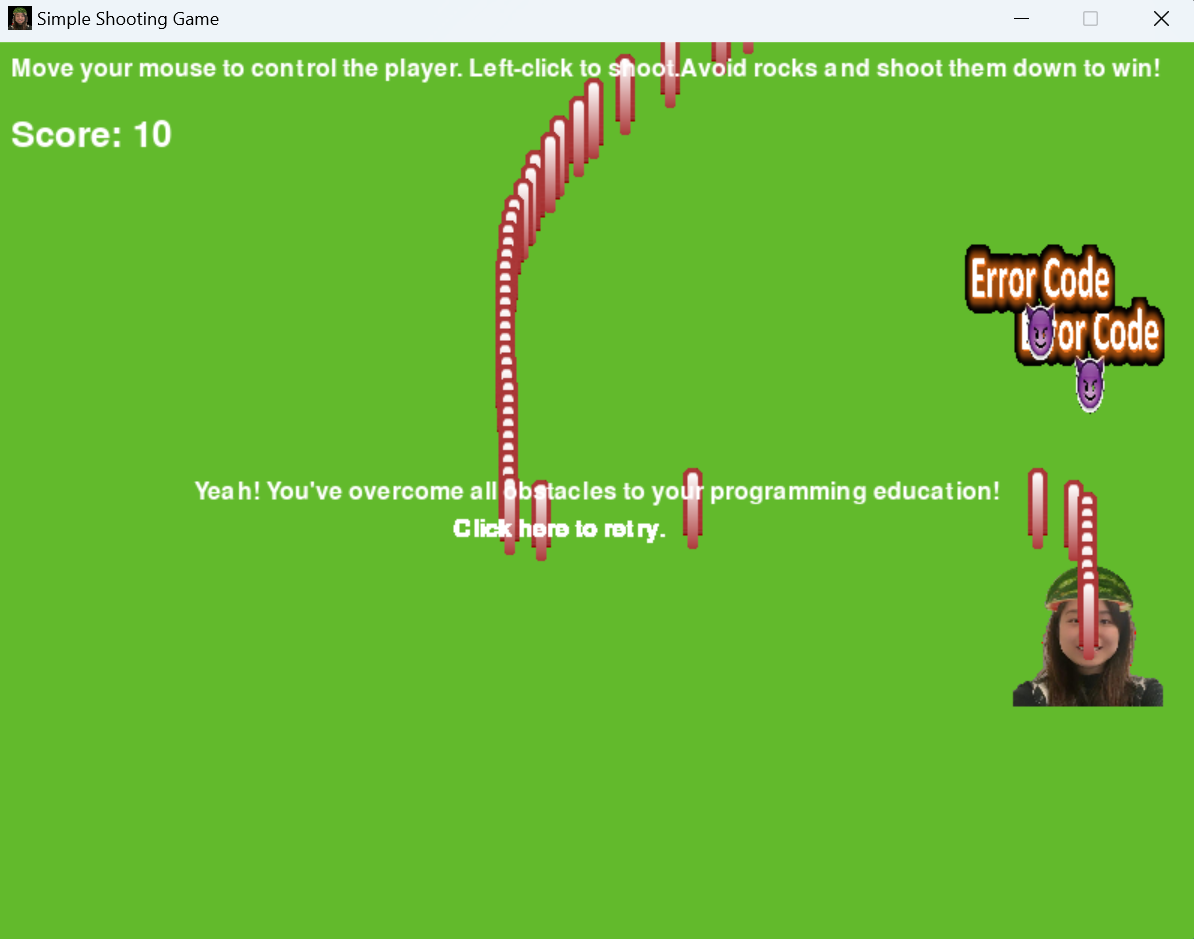 Simple Shooting Game
Move your mouse to control the player. Left-click to shoot.Avoid rocks and shoot them down to win!
Score: 10
Error Code
Error Code
Yeah! You've overcome all obstacles to your programming education!
Click here to retry.